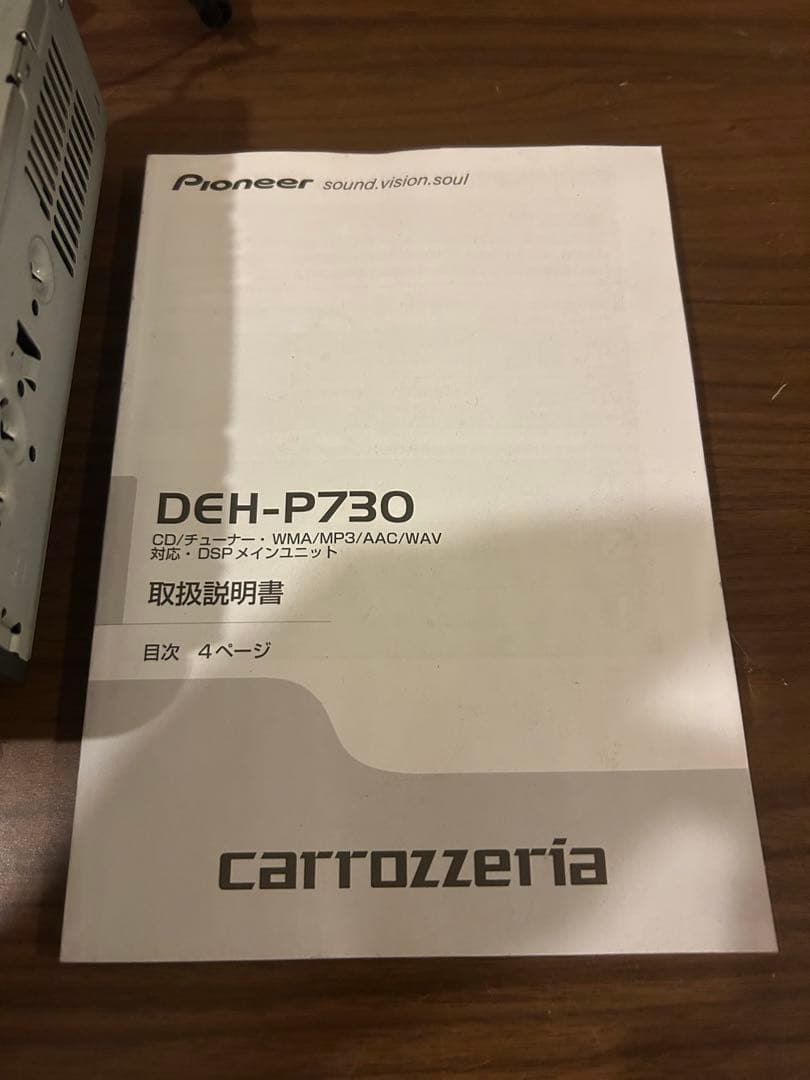 Pioneer sound.vision.soul
DEH-P730
CD/チューナー・WMA/MP3/AAC/WAV
対応・DSPメインユニット
取扱説明書
目次 4ページ
carrozzeria